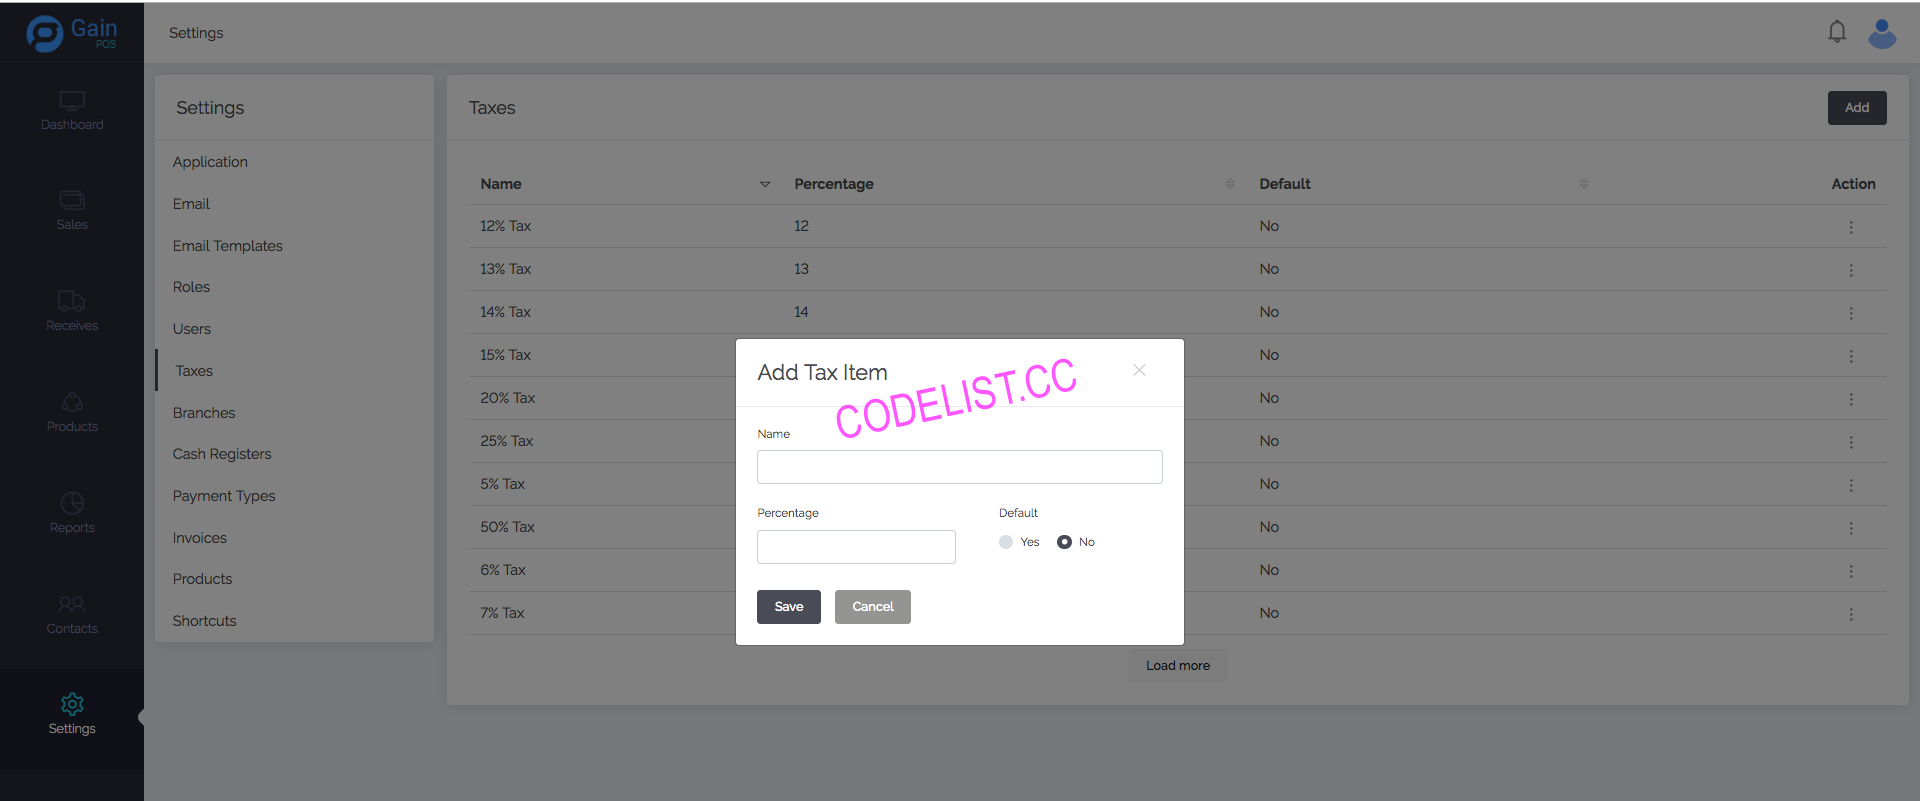 Gain
POS
Settings
Dashboard
Sales
Receives
Products
Reports
Contacts
Settings
Settings
Application
Email
Email Templates
Roles
Users
Taxes
Branches
Cash Registers
Payment Types
Invoices
Products
Shortcuts
Taxes
Add
Name Percentage Default Action
12% Tax 12 No
13% Tax 13 No
14% Tax 14 No
15% Tax No
20% Tax No
25% Tax No
5% Tax No
50% Tax No
6% Tax No
7% Tax No
Load more
Add Tax Item
CODELIST.CC
Name
Percentage
Default
Yes No
Save Cancel